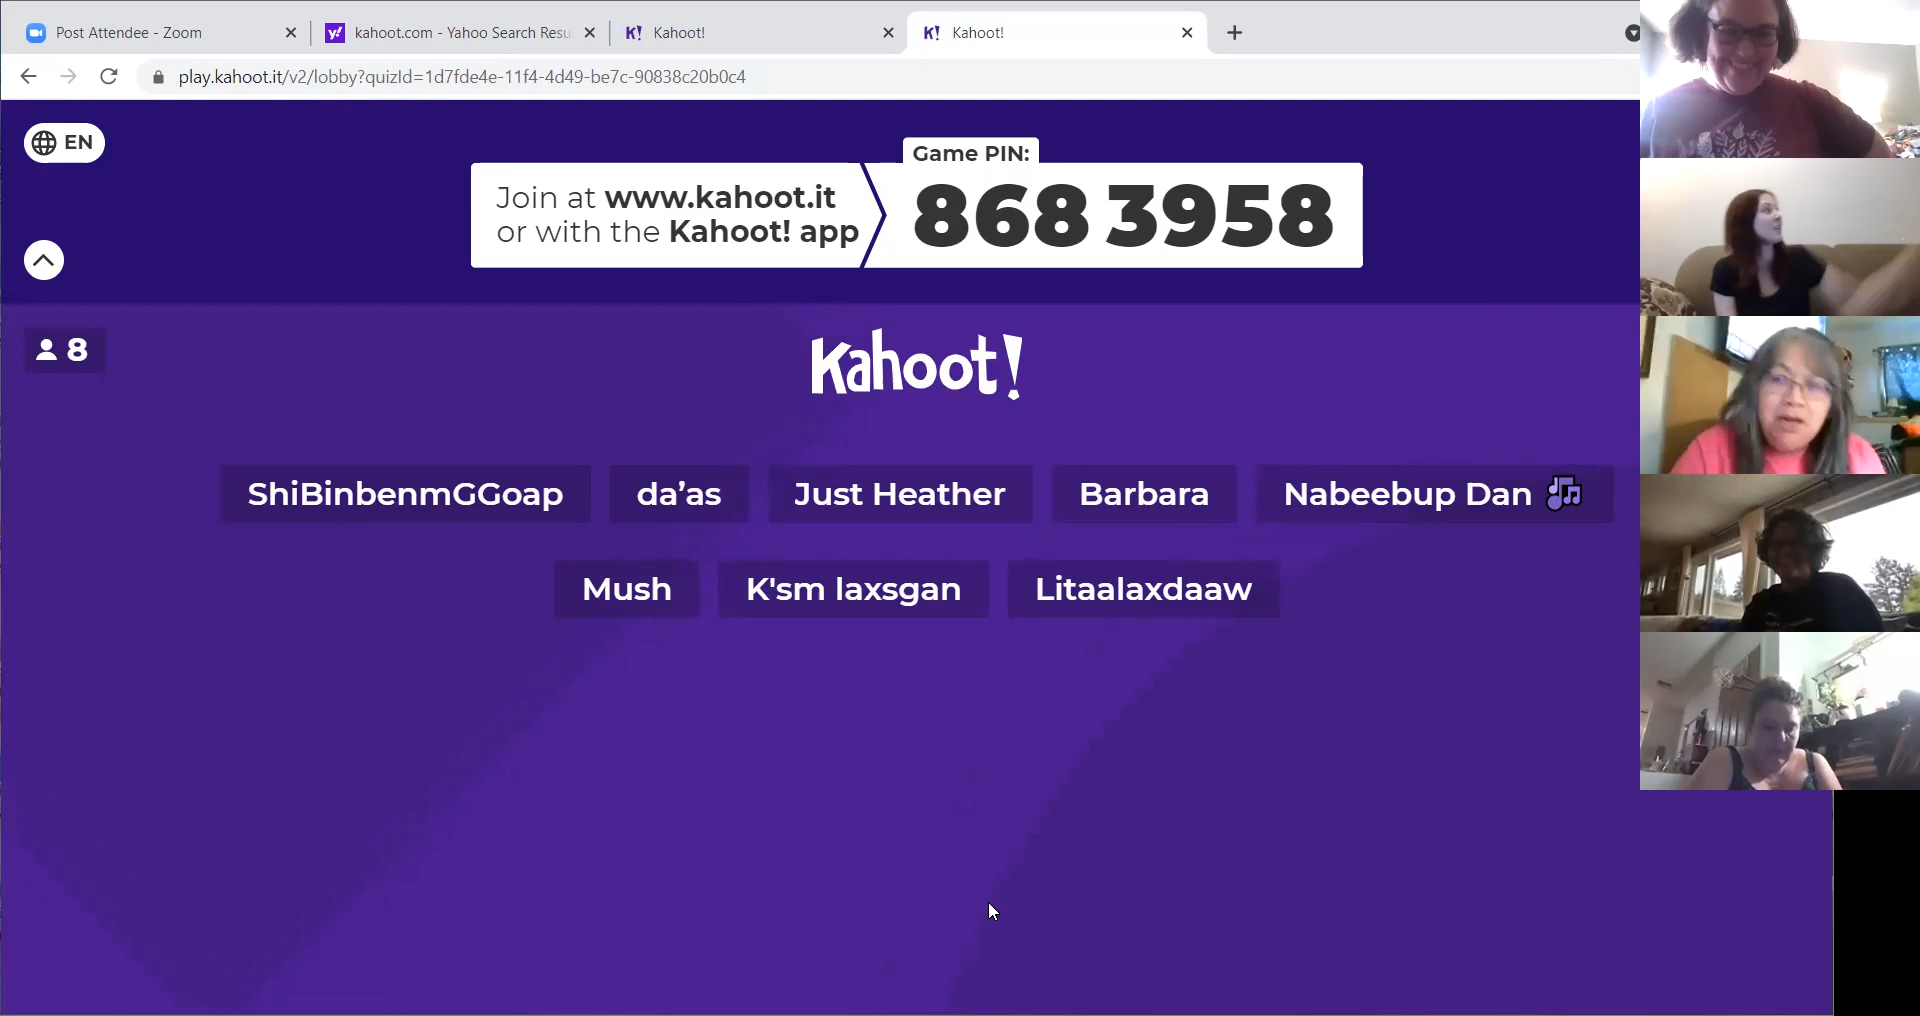 Post Attendee - Zoom
kahoot.com - Yahoo Search Resu
Kahoot!
Kahoot!
play.kahoot.it/v2/lobby?quizId=1d7fde4e-11f4-4d49-be7c-90838c20b0c4
EN
Game PIN:
Join at www.kahoot.it
or with the Kahoot! app
868 3958
8
Kahoot!
ShiBinbenmGGoap
da’as
Just Heather
Barbara
Nabeebup Dan
Mush
K'sm laxsgan
Litaalaxdaaw